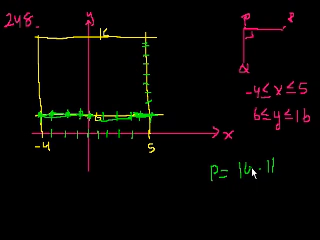 248.
y
16
P R
Q
-4 ≤ x ≤ 5
6 ≤ y ≤ 16
6
x
-4
5
P = 10 · 11